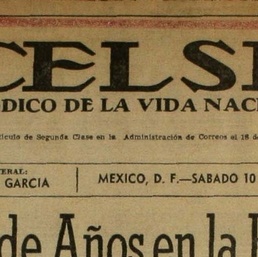 CELSI
DICO DE LA VIDA NAC
ículo de Segunda Clase en la Administración de Correos el 18 de
ERAL:
GARCIA
MEXICO, D. F.—SABADO 10
de Años en la